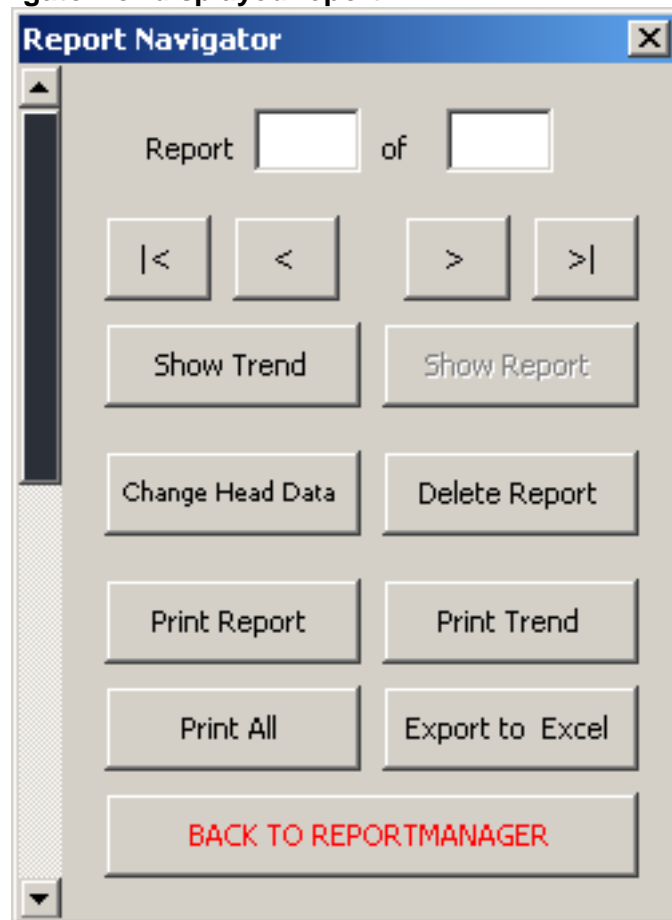 Report Navigator
Report of
|< < > >|
Show Trend Show Report
Change Head Data Delete Report
Print Report Print Trend
Print All Export to Excel
BACK TO REPORTMANAGER